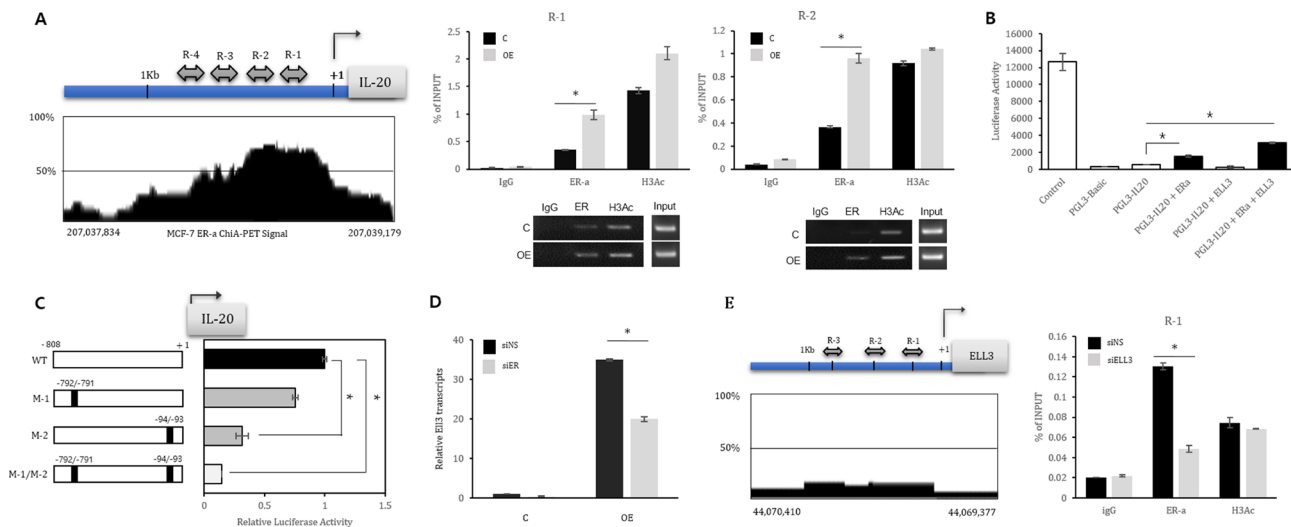 A
R-4
R-3
R-2
R-1
1Kb
+1
IL-20
100%
50%
207,037,834
MCF-7 ER-a ChiA-PET Signal
207,039,179
R-1
C
OE
% of INPUT
2.5
2
1.5
1
0.5
0
*
IgG
ER-a
H3Ac
IgG
ER
H3Ac
Input
C
OE
R-2
C
OE
% of INPUT
1.2
1
0.8
0.6
0.4
0.2
0
*
IgG
ER-a
H3Ac
IgG
ER
H3Ac
Input
C
OE
B
Luciferase Activity
16000
14000
12000
10000
8000
6000
4000
2000
0
*
*
Control
PGL3-Basic
PGL3-IL20
PGL3-IL20 + ERa
PGL3-IL20 + ELL3
PGL3-IL20 + ERa + ELL3
C
IL-20
-808
+1
WT
-792/-791
M-1
-94/-93
M-2
-792/-791
-94/-93
M-1/M-2
*
*
0
0.5
1
1.5
Relative Luciferase Activity
D
Relative Ell3 transcripts
40
35
30
25
20
15
10
5
0
siNS
siER
*
C
OE
E
1Kb
R-3
R-2
R-1
+1
ELL3
100%
50%
44,070,410
44,069,377
R-1
siNS
siELL3
% of INPUT
0.16
0.14
0.12
0.1
0.08
0.06
0.04
0.02
0
*
igG
ER-a
H3Ac